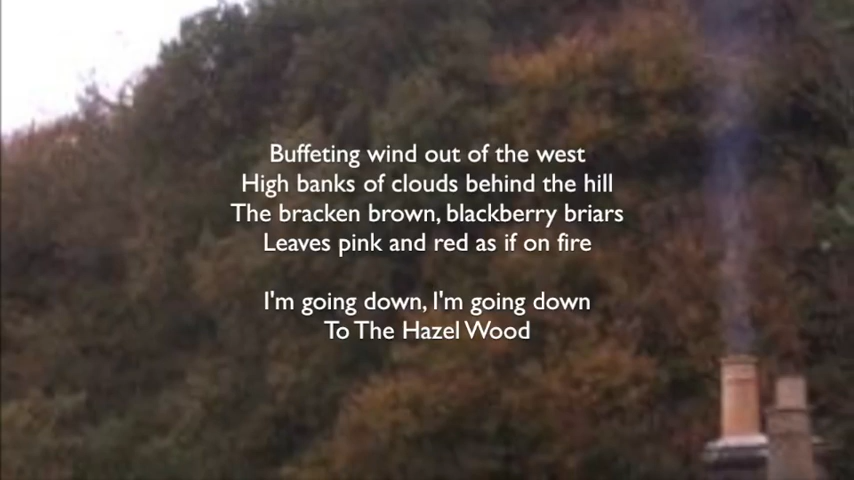 Buffeting wind out of the west
High banks of clouds behind the hill
The bracken brown, blackberry briars
Leaves pink and red as if on fire
I'm going down, I'm going down
To The Hazel Wood